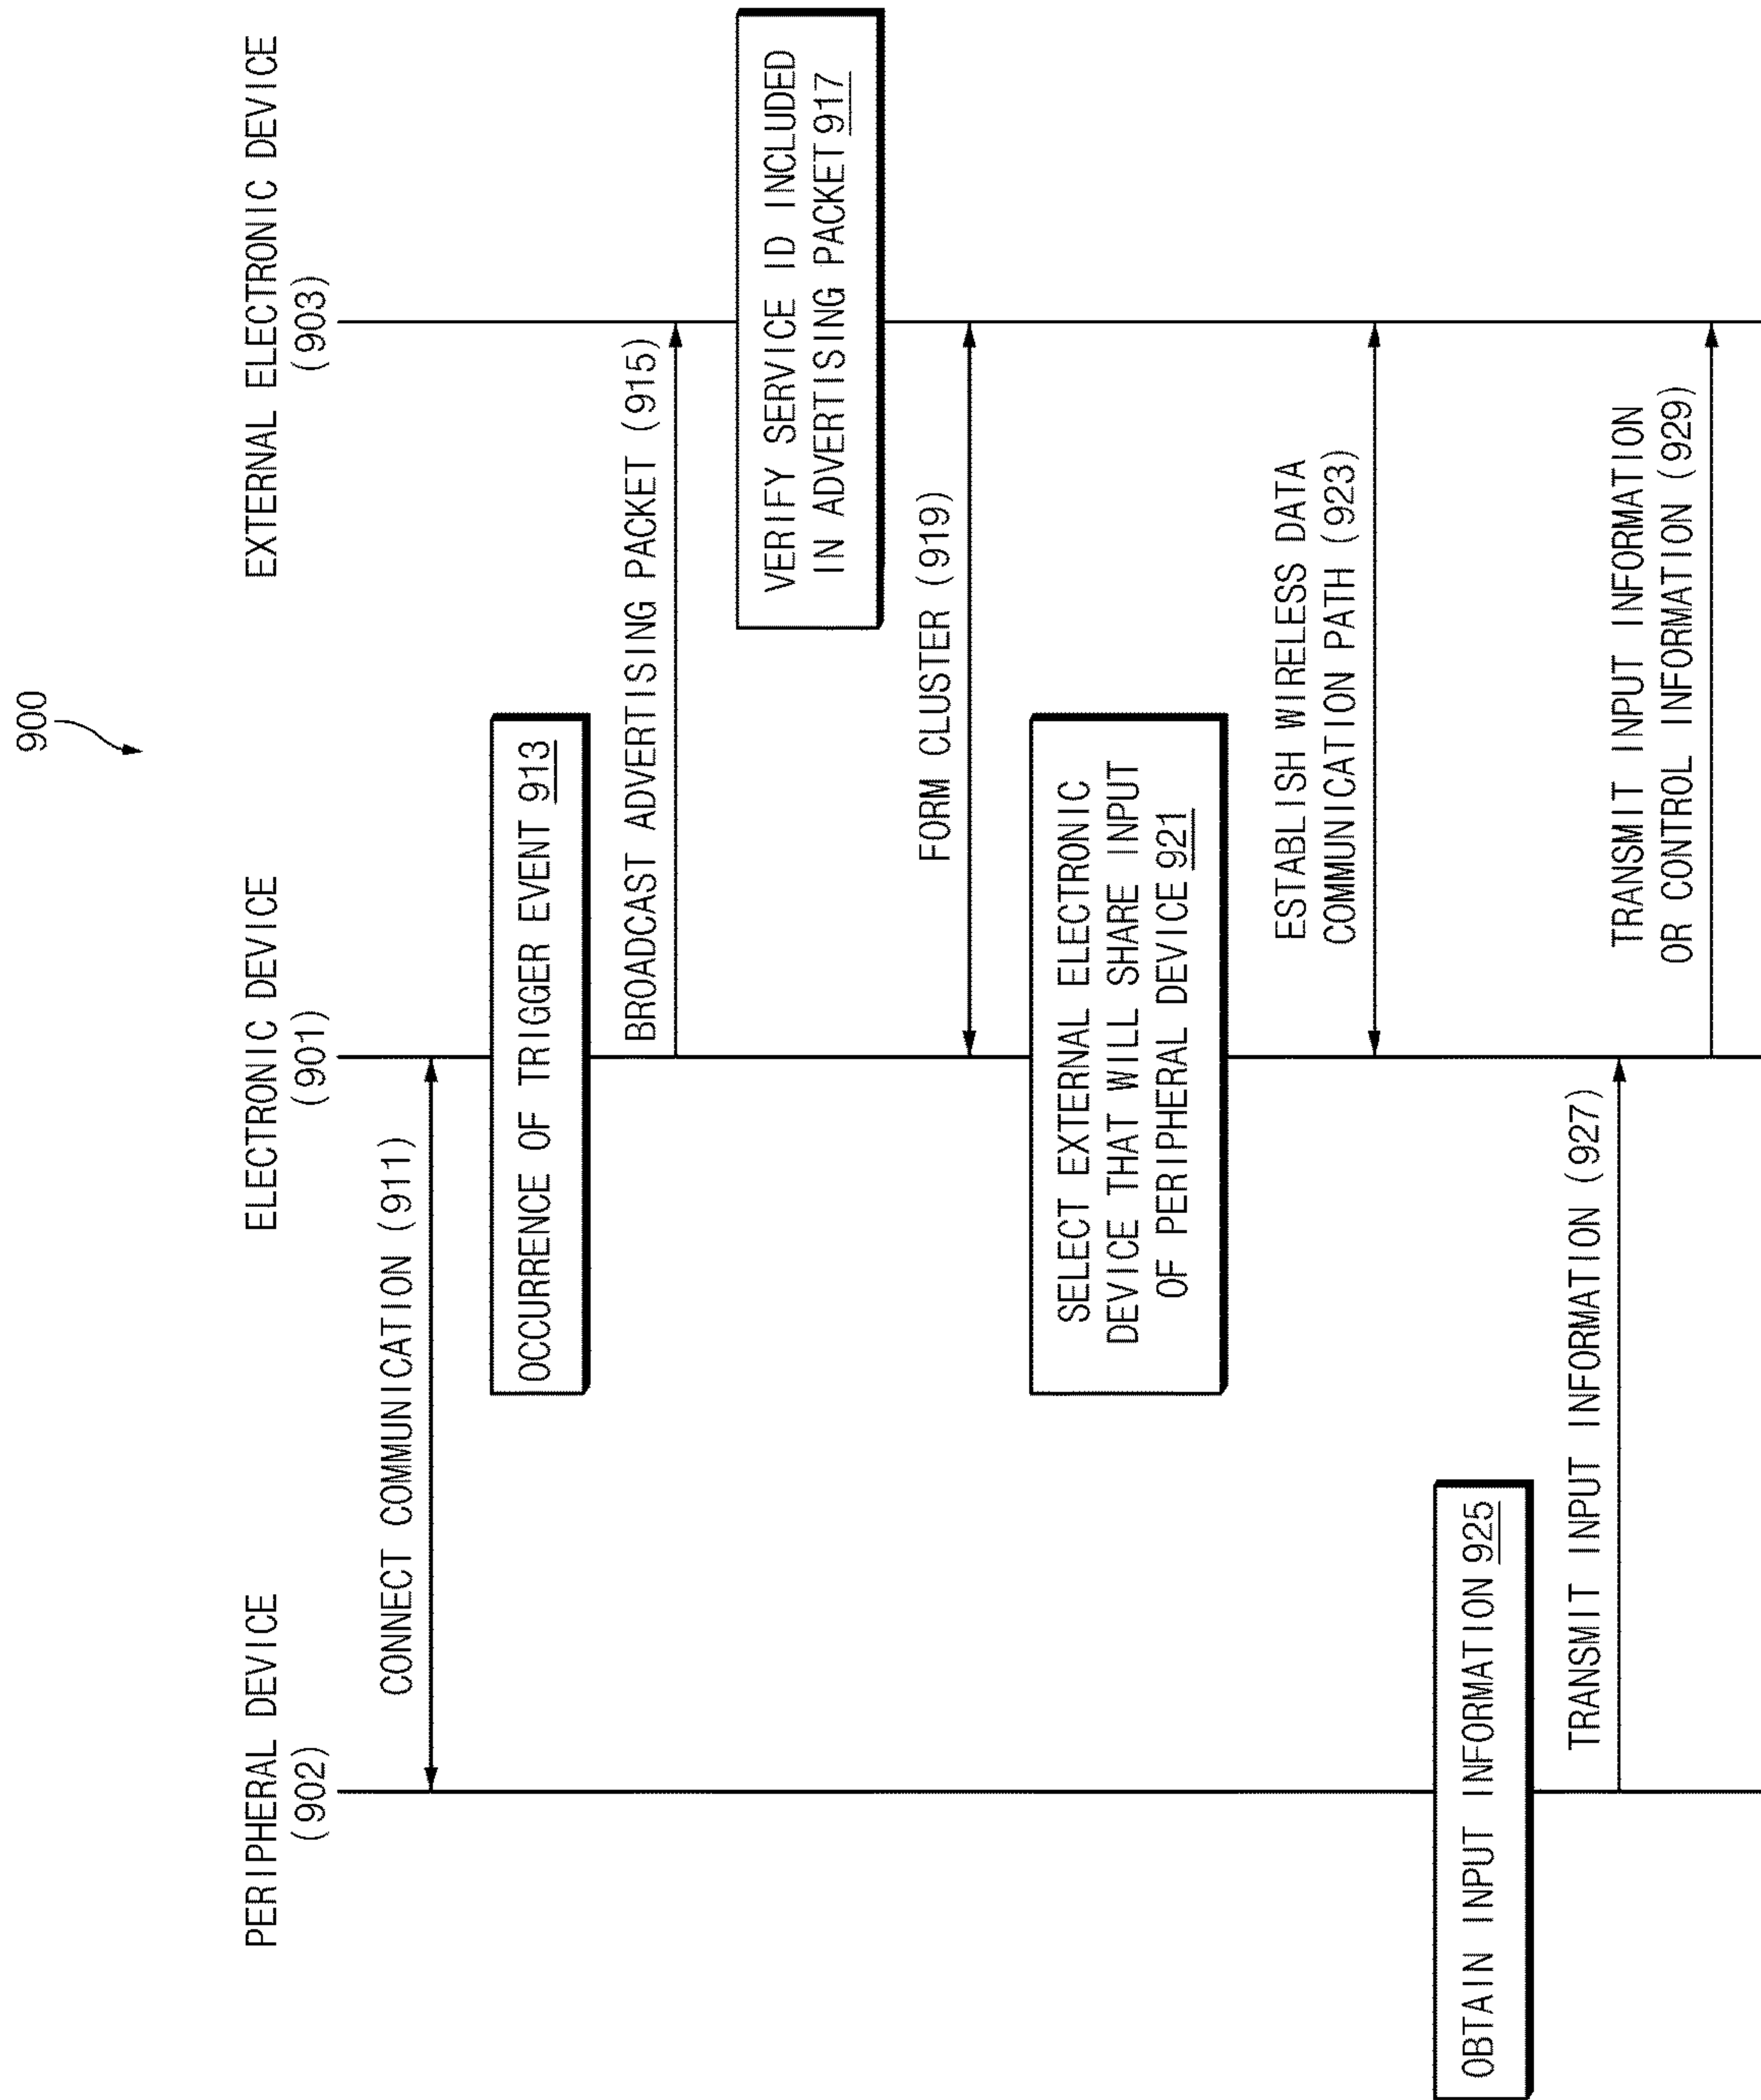 900
PERIPHERAL DEVICE
(902)
ELECTRONIC DEVICE
(901)
EXTERNAL ELECTRONIC DEVICE
(903)
CONNECT COMMUNICATION (911)
OCCURRENCE OF TRIGGER EVENT 913
BROADCAST ADVERTISING PACKET (915)
VERIFY SERVICE ID INCLUDED
IN ADVERTISING PACKET 917
FORM CLUSTER (919)
SELECT EXTERNAL ELECTRONIC
DEVICE THAT WILL SHARE INPUT
OF PERIPHERAL DEVICE 921
ESTABLISH WIRELESS DATA
COMMUNICATION PATH (923)
OBTAIN INPUT INFORMATION 925
TRANSMIT INPUT INFORMATION (927)
TRANSMIT INPUT INFORMATION
OR CONTROL INFORMATION (929)